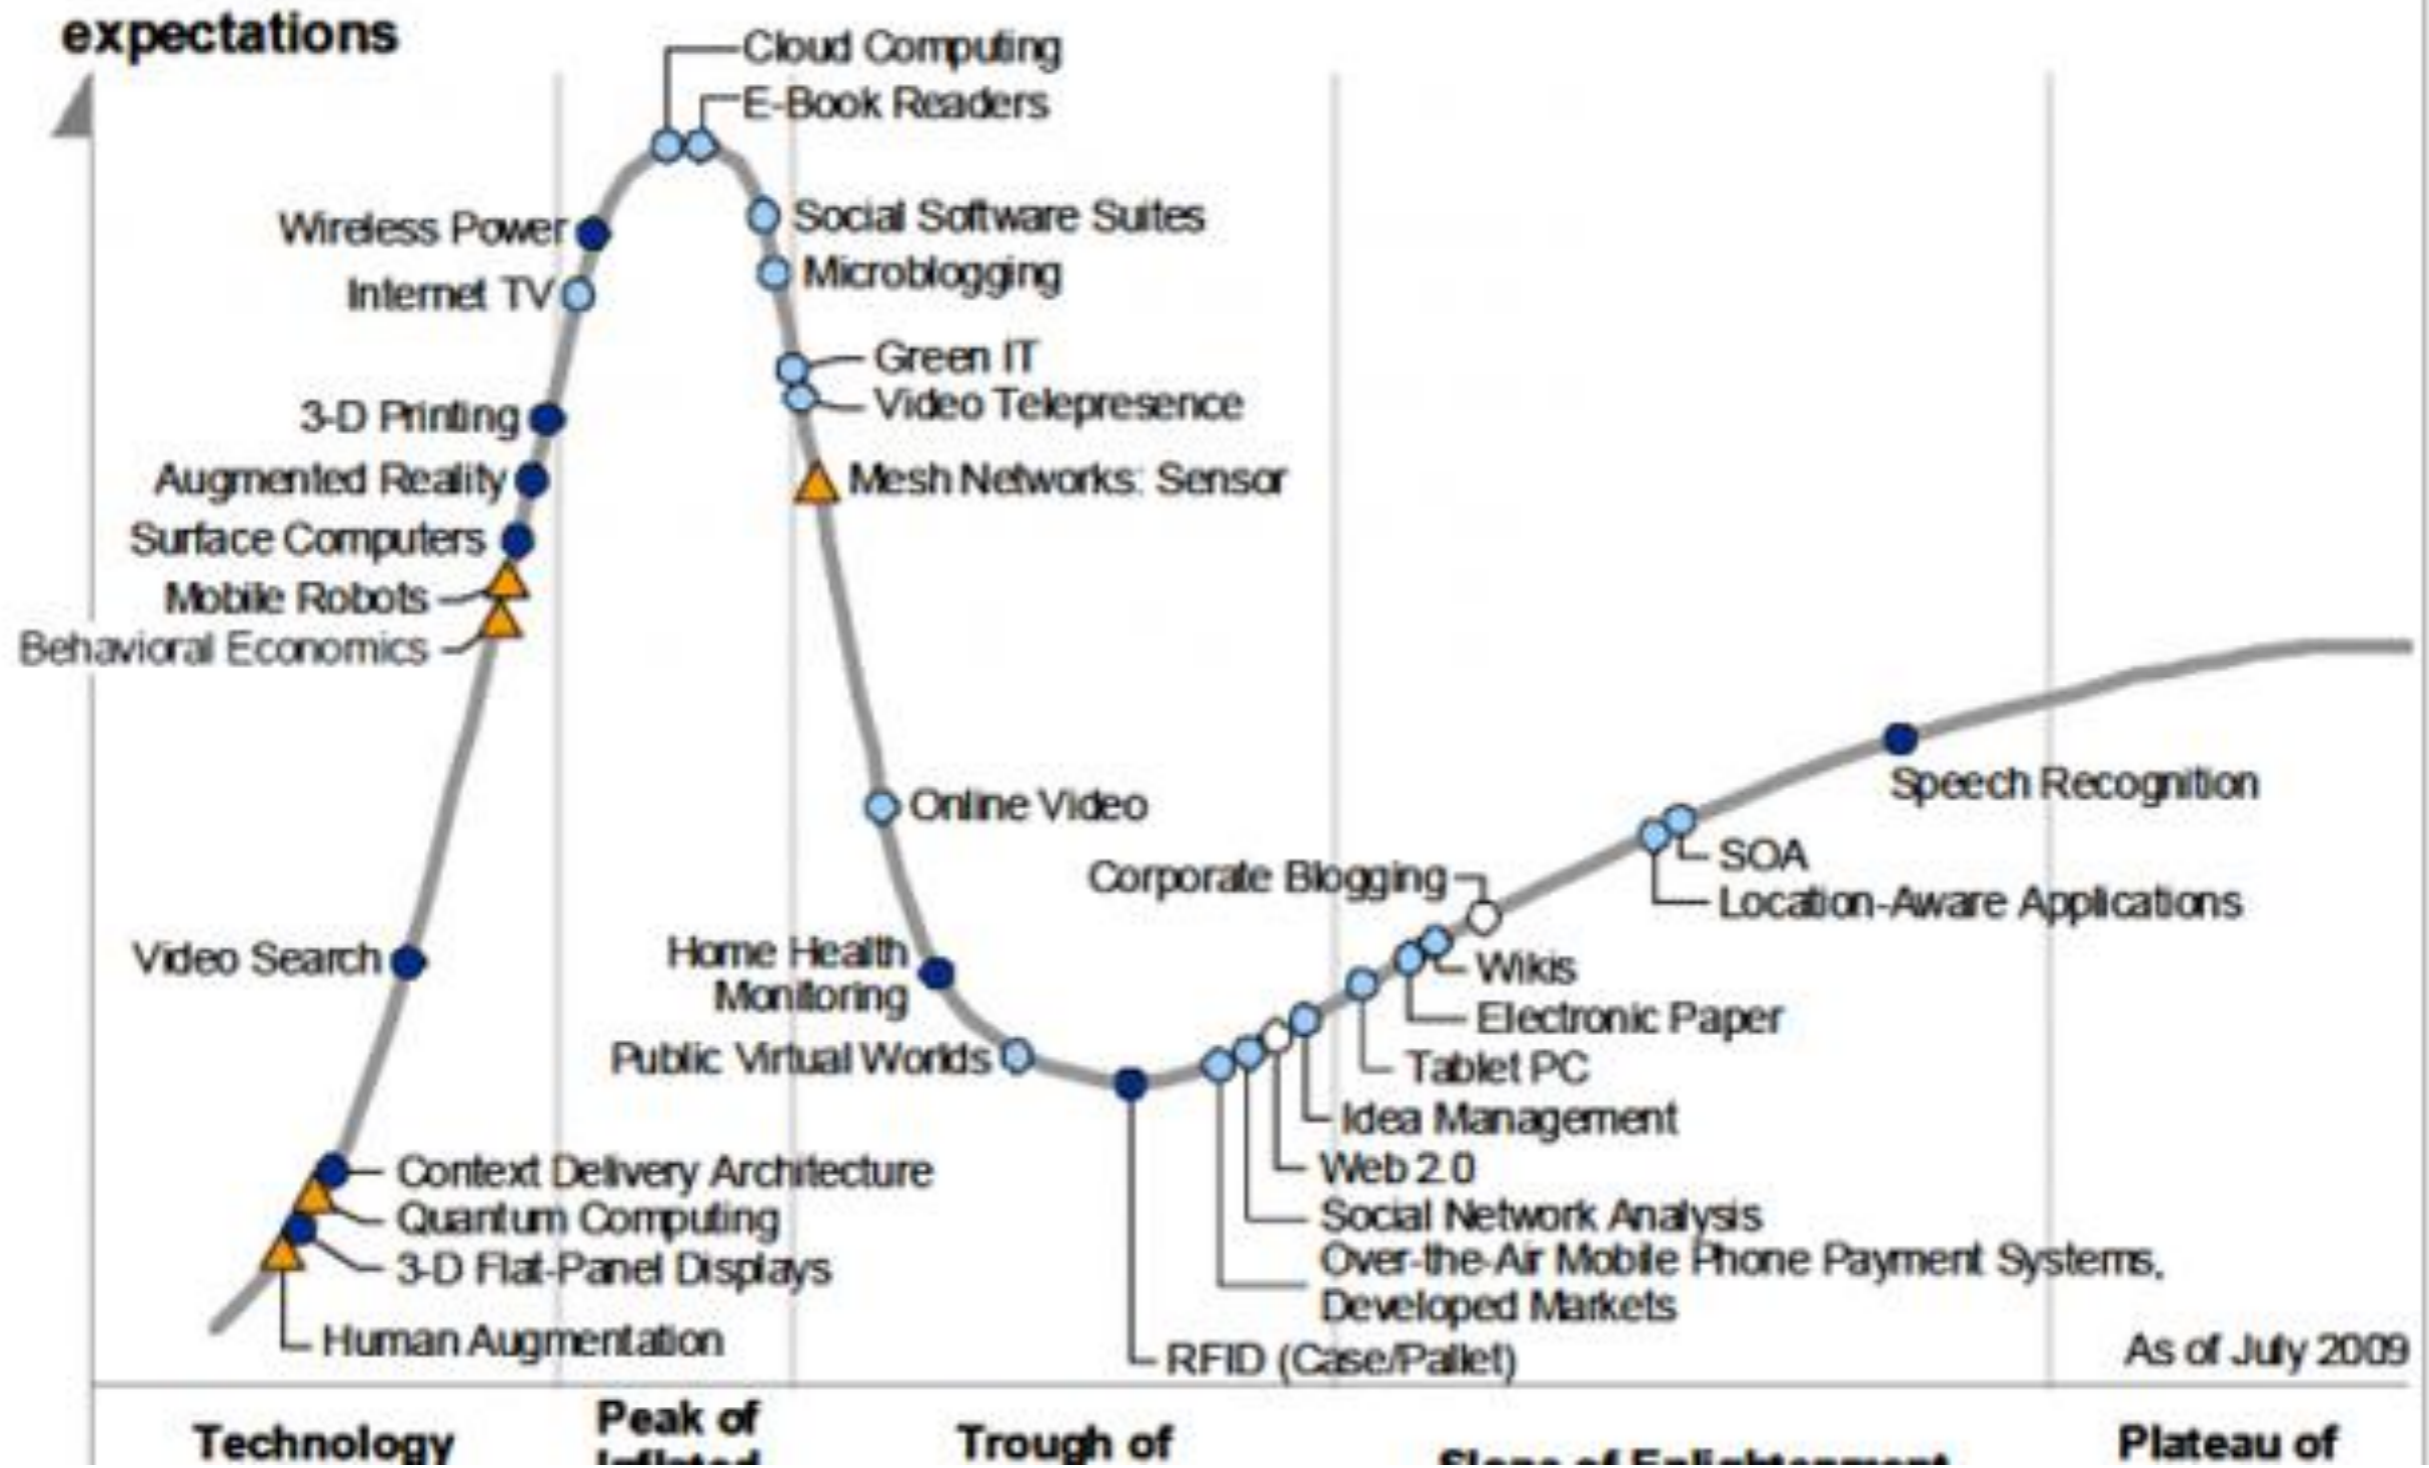 expectations
Cloud Computing
E-Book Readers
Wireless Power
Social Software Suites
Internet TV
Microblogging
Green IT
Video Telepresence
3-D Printing
Augmented Reality
Mesh Networks: Sensor
Surface Computers
Mobile Robots
Behavioral Economics
Online Video
Speech Recognition
SOA
Corporate Blogging
Location-Aware Applications
Video Search
Home Health
Monitoring
Wikis
Electronic Paper
Public Virtual Worlds
Tablet PC
Idea Management
Web 2.0
Context Delivery Architecture
Quantum Computing
Social Network Analysis
3-D Flat-Panel Displays
Over-the-Air Mobile Phone Payment Systems,
Developed Markets
Human Augmentation
RFID (Case/Pallet)
As of July 2009
Technology
Peak of
Inflated
Trough of
Slope of Enlightenment
Plateau of